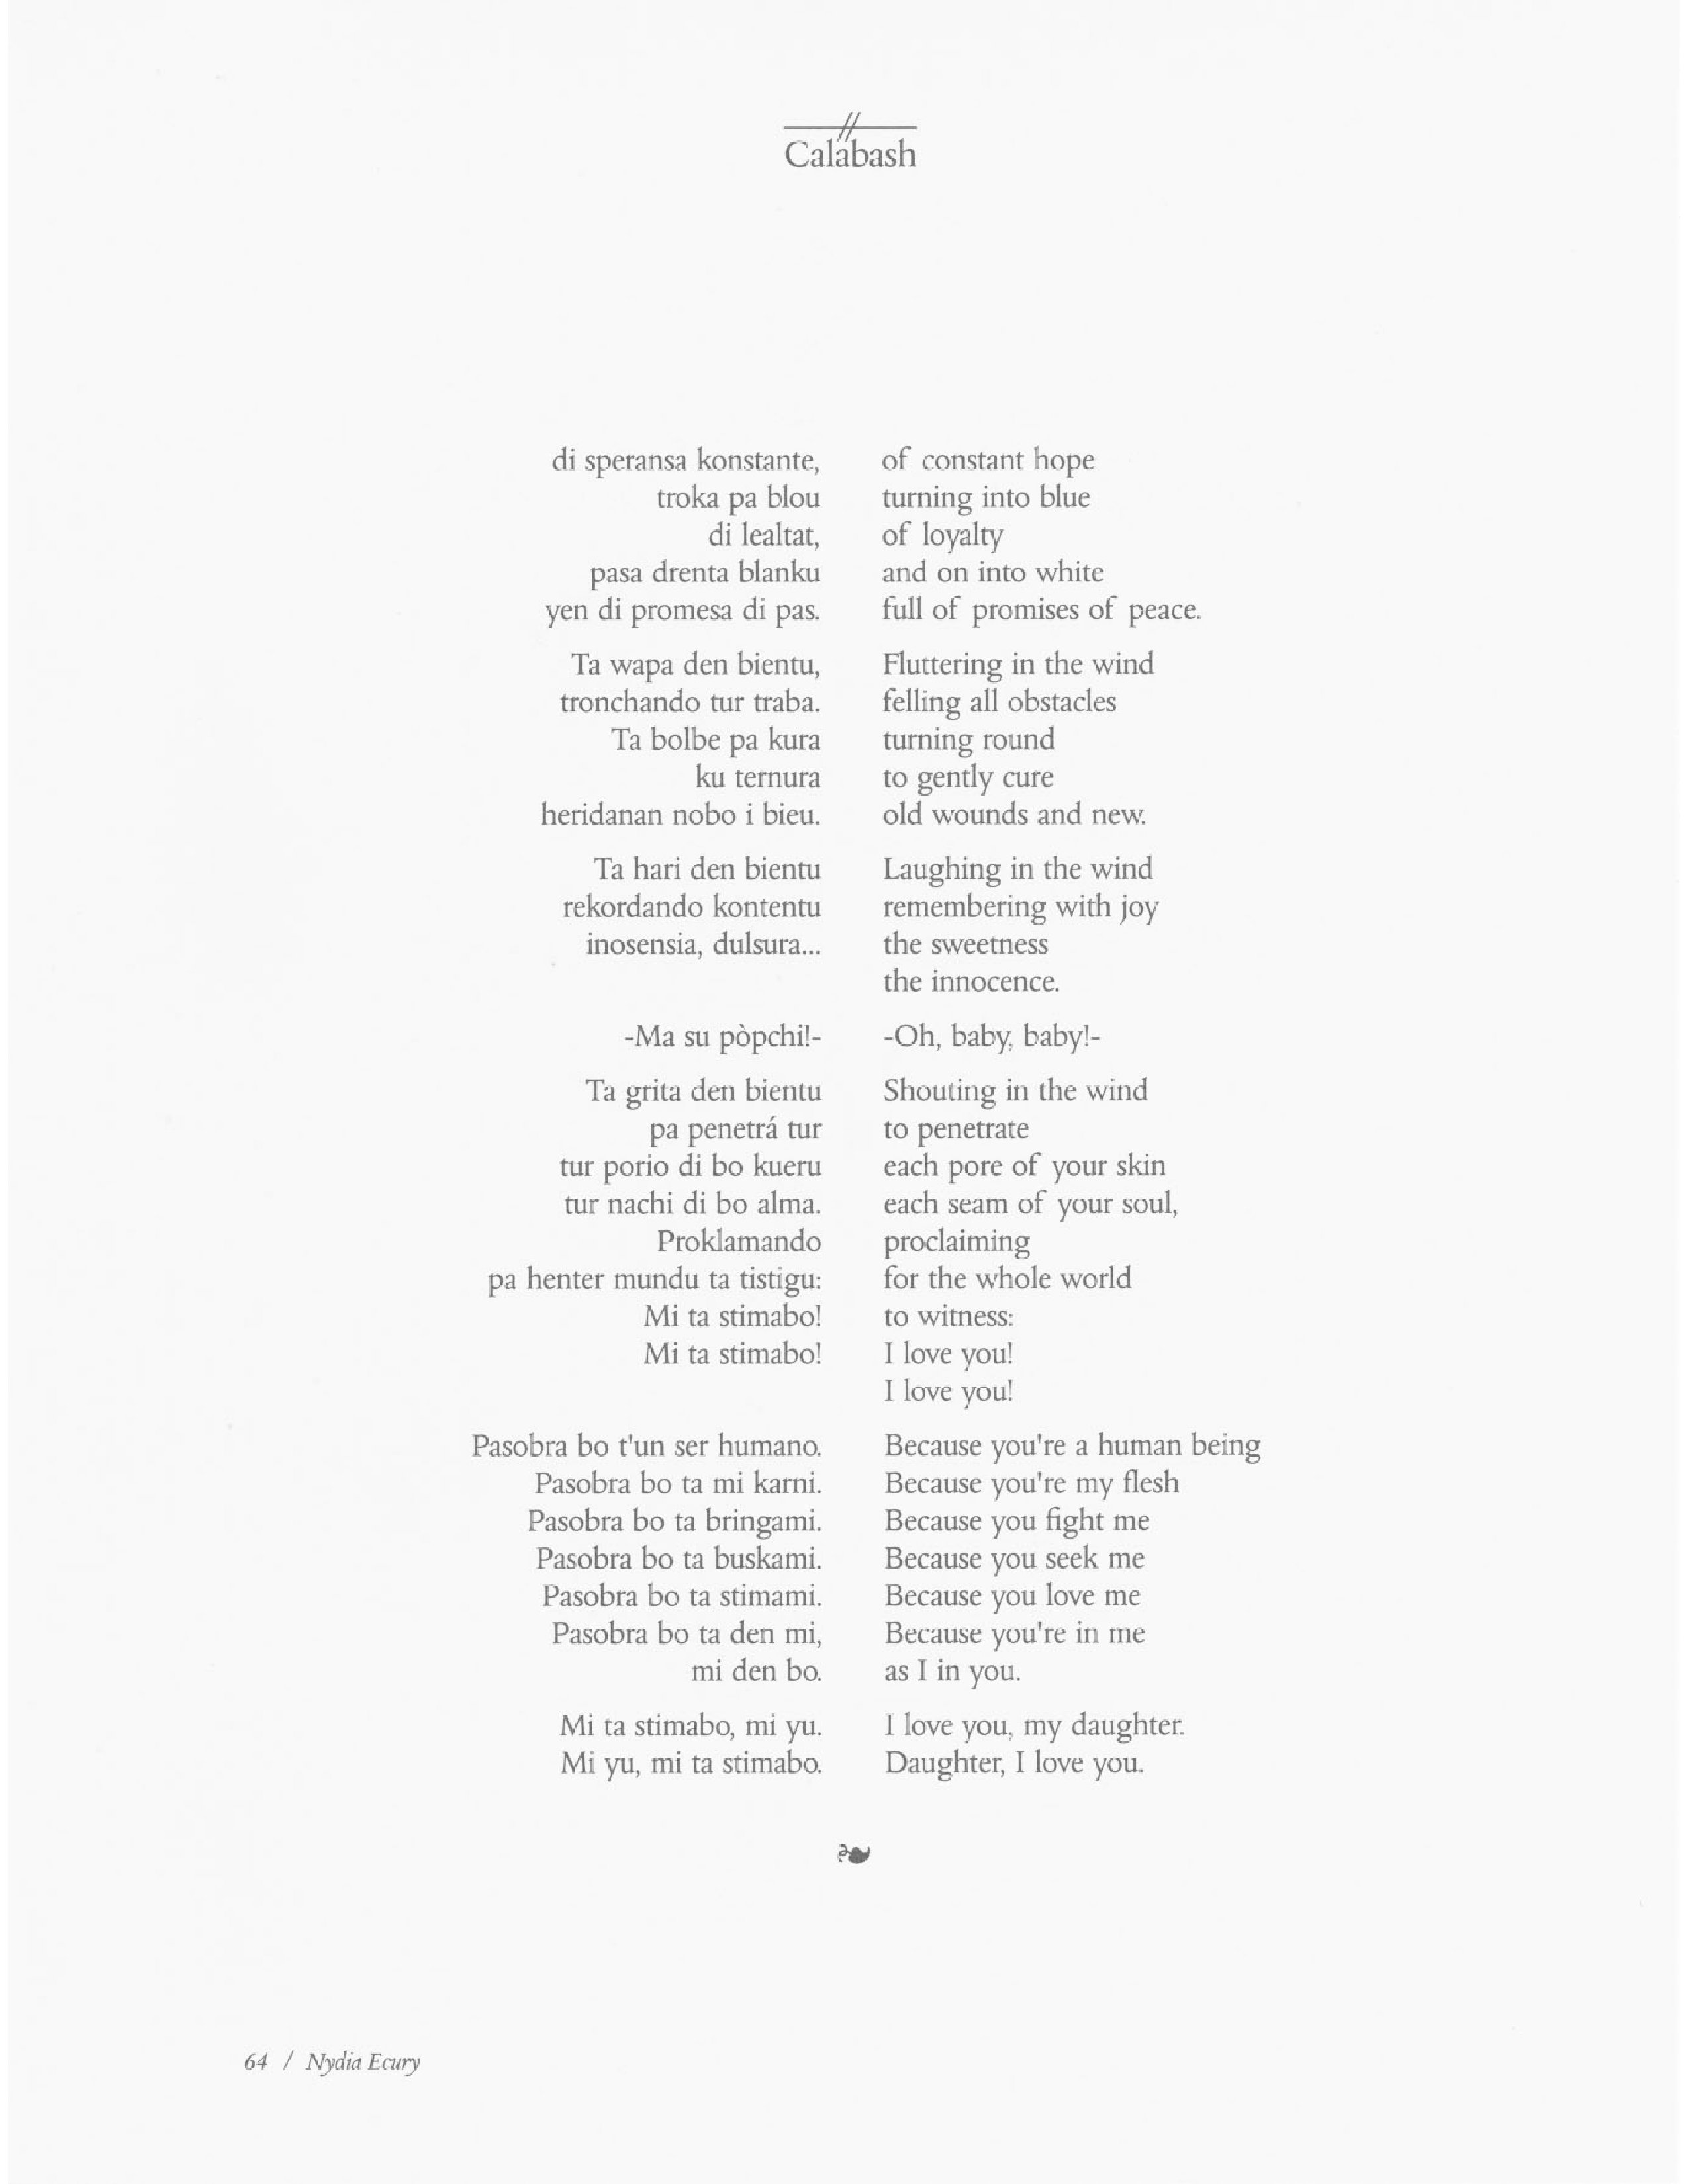 Calabash
di speransa konstante,
troka pa blou
di lealtat,
pasa drenta blanku
yen di promesa di pas.
Ta wapa den bientu,
tronchando tur traba.
Ta bolbe pa kura
ku ternura
heridanan nobo i bieu.
Ta hari den bientu
rekordando kontentu
inosensia, dulsura...
-Ma su pòpchi!-
Ta grita den bientu
pa penetrá tur
tur porio di bo kueru
tur nachi di bo alma.
Proklamando
pa henter mundu ta tistigu:
Mi ta stimabo!
Mi ta stimabo!
Pasobra bo t'un ser humano.
Pasobra bo ta mi karni.
Pasobra bo ta bringami.
Pasobra bo ta buskami.
Pasobra bo ta stimami.
Pasobra bo ta den mi,
mi den bo.
Mi ta stimabo, mi yu.
Mi yu, mi ta stimabo.
of constant hope
turning into blue
of loyalty
and on into white
full of promises of peace.
Fluttering in the wind
felling all obstacles
turning round
to gently cure
old wounds and new.
Laughing in the wind
remembering with joy
the sweetness
the innocence.
-Oh, baby, baby!-
Shouting in the wind
to penetrate
each pore of your skin
each seam of your soul,
proclaiming
for the whole world
to witness:
I love you!
I love you!
Because you're a human being
Because you're my flesh
Because you fight me
Because you seek me
Because you love me
Because you're in me
as I in you.
I love you, my daughter.
Daughter, I love you.
64 / Nydia Ecury